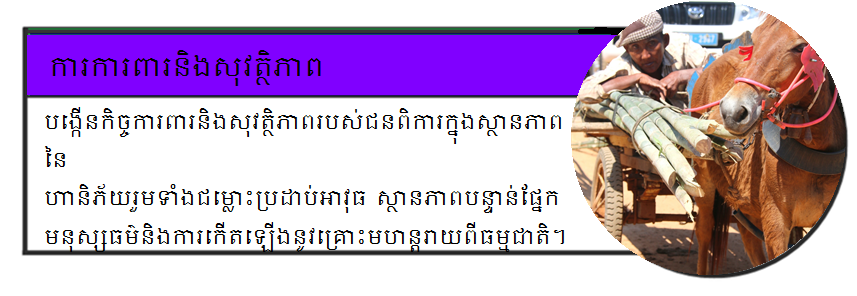 ការការពារនិងសុវត្ថិភាព
បង្កើនកិច្ចការពារនិងសុវត្ថិភាពរបស់ជនពិការក្នុងស្ថានភាព
នៃ
ហានិភ័យរួមទាំងជម្លោះប្រដាប់អាវុធ ស្ថានភាពបន្ទាន់ផ្នែក
មនុស្សធម៌និងការកើតឡើងនូវគ្រោះមហន្តរាយពីធម្មជាតិ។